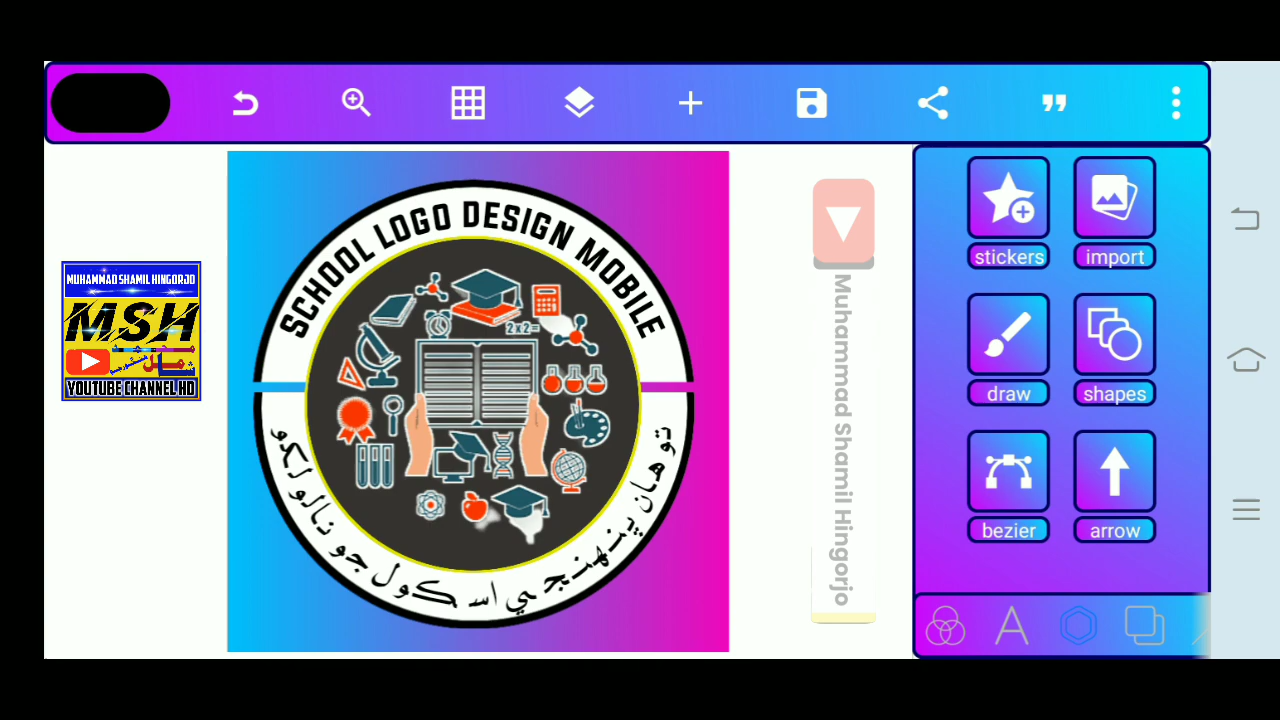 SCHOOL LOGO DESIGN MOBILE
2x2=
توهان پنهنجي اسڪول جو نالو لکو
MUHAMMAD SHAMIL HINGORJO
MSH
YOUTUBE CHANNEL HD
Muhammad Shamil Hingorjo
stickers
import
draw
shapes
bezier
arrow